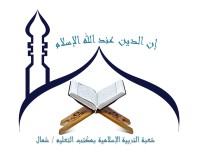 إن الدين عند الله الإسلام
شعبة التربية الإسلامية بمكتب التعليم / شمال